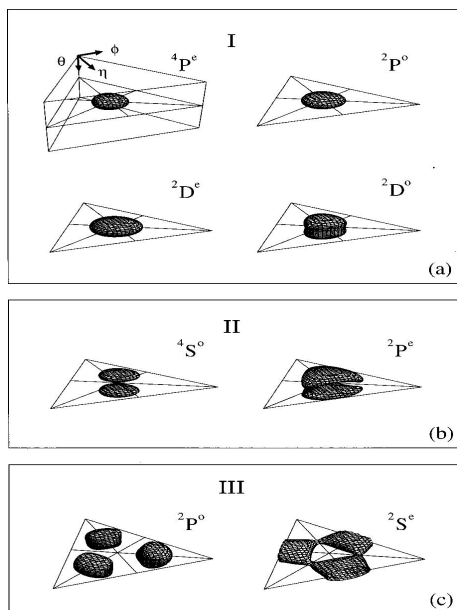 I
θ φ η
⁴Pᵉ ²Pᵒ
²Dᵉ ²Dᵒ
(a)
II
⁴Sᵒ ²Pᵉ
(b)
III
²Pᵒ ²Sᵉ
(c)